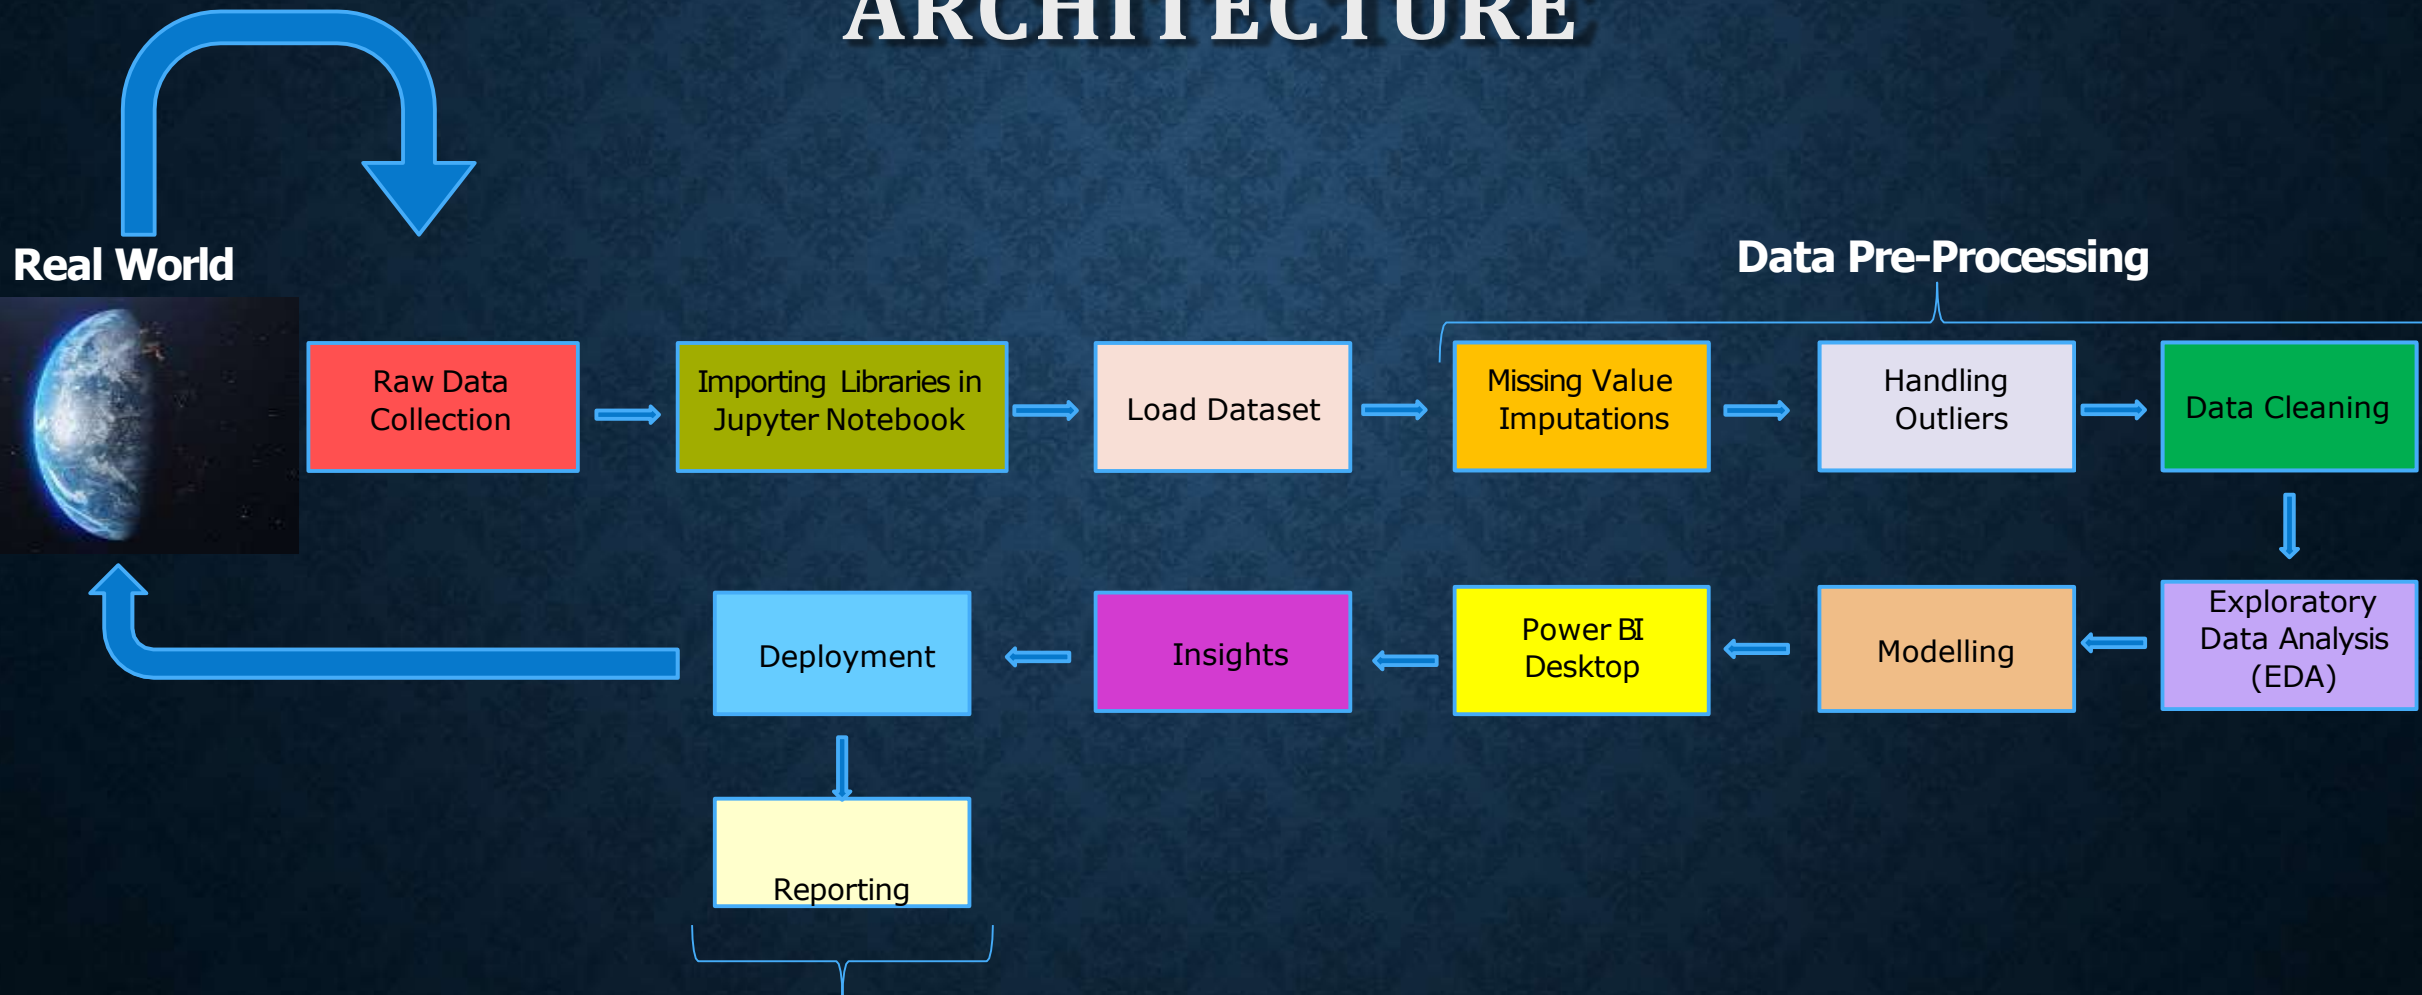 ARCHITECTURE
Real World
Data Pre-Processing
Raw Data
Collection
Importing Libraries in
Jupyter Notebook
Load Dataset
Missing Value
Imputations
Handling
Outliers
Data Cleaning
Deployment
Insights
Power BI
Desktop
Modelling
Exploratory
Data Analysis
(EDA)
Reporting